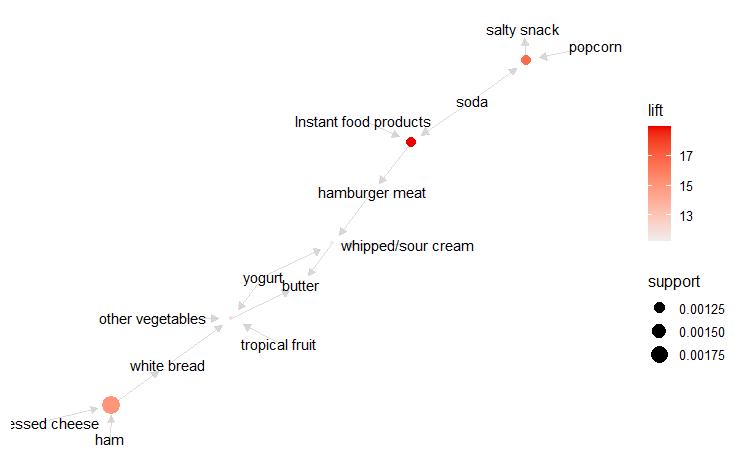 salty snack
popcorn
soda
Instant food products
hamburger meat
whipped/sour cream
yogurt
butter
other vegetables
tropical fruit
white bread
essed cheese
ham
lift
17
15
13
support
0.00125
0.00150
0.00175